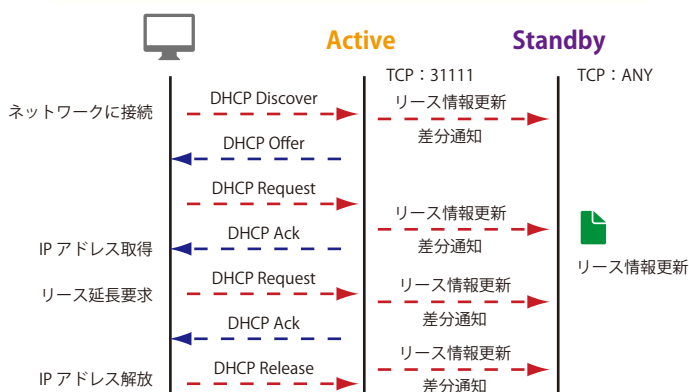 Active
Standby
TCP：31111
TCP：ANY
ネットワークに接続
DHCP Discover
リース情報更新
差分通知
DHCP Offer
DHCP Request
リース情報更新
差分通知
IP アドレス取得
DHCP Ack
リース情報更新
リース延長要求
DHCP Request
リース情報更新
差分通知
DHCP Ack
リース情報更新
差分通知
IP アドレス解放
DHCP Release